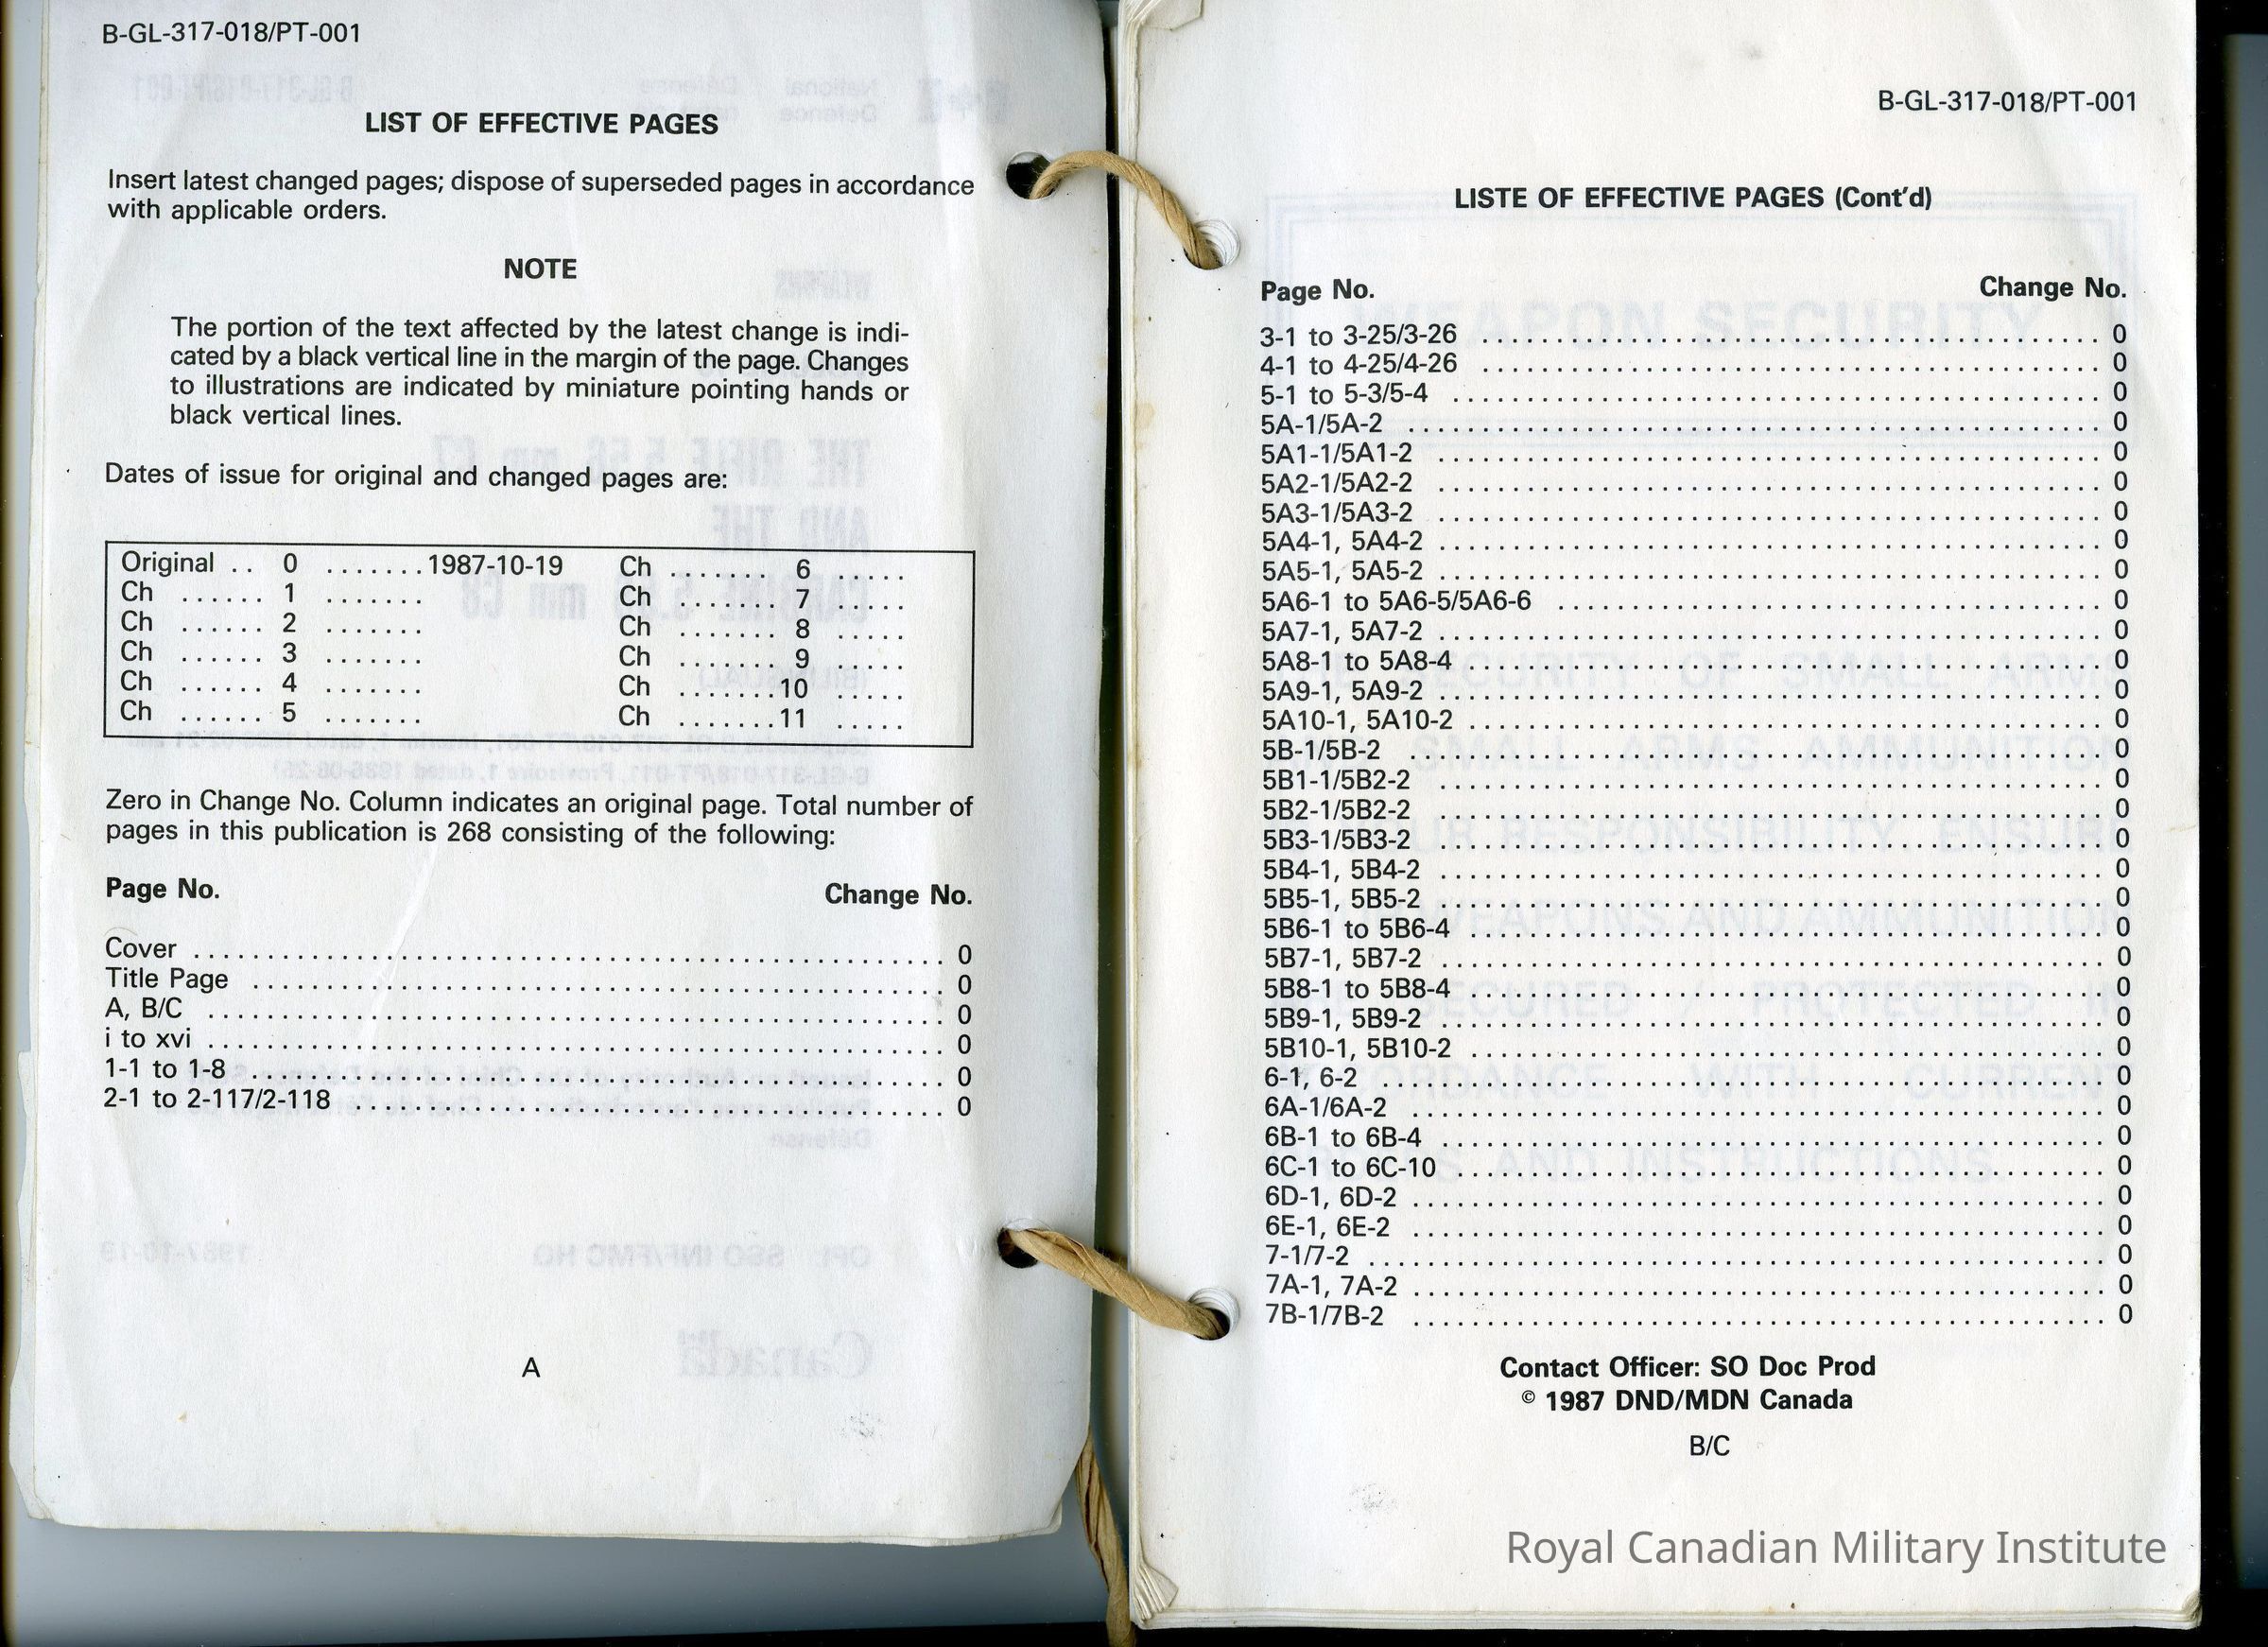 B-GL-317-018/PT-001
LIST OF EFFECTIVE PAGES
Insert latest changed pages; dispose of superseded pages in accordance
with applicable orders.
NOTE
The portion of the text affected by the latest change is indi-
cated by a black vertical line in the margin of the page. Changes
to illustrations are indicated by miniature pointing hands or
black vertical lines.
Dates of issue for original and changed pages are:
Original .. 0 ....... 1987-10-19 Ch ....... 6 .....
Ch ...... 1 ....... Ch ....... 7 .....
Ch ...... 2 ....... Ch ....... 8 .....
Ch ...... 3 ....... Ch ....... 9 .....
Ch ...... 4 ....... Ch ....... 10 .....
Ch ...... 5 ....... Ch ....... 11 .....
Zero in Change No. Column indicates an original page. Total number of
pages in this publication is 268 consisting of the following:
Page No. Change No.
Cover ..... 0
Title Page ..... 0
A, B/C ..... 0
i to xvi ..... 0
1-1 to 1-8 ..... 0
2-1 to 2-117/2-118 ..... 0
A
B-GL-317-018/PT-001
LISTE OF EFFECTIVE PAGES (Cont'd)
Page No. Change No.
3-1 to 3-25/3-26 ..... 0
4-1 to 4-25/4-26 ..... 0
5-1 to 5-3/5-4 ..... 0
5A-1/5A-2 ..... 0
5A1-1/5A1-2 ..... 0
5A2-1/5A2-2 ..... 0
5A3-1/5A3-2 ..... 0
5A4-1, 5A4-2 ..... 0
5A5-1, 5A5-2 ..... 0
5A6-1 to 5A6-5/5A6-6 ..... 0
5A7-1, 5A7-2 ..... 0
5A8-1 to 5A8-4 ..... 0
5A9-1, 5A9-2 ..... 0
5A10-1, 5A10-2 ..... 0
5B-1/5B-2 ..... 0
5B1-1/5B2-2 ..... 0
5B2-1/5B2-2 ..... 0
5B3-1/5B3-2 ..... 0
5B4-1, 5B4-2 ..... 0
5B5-1, 5B5-2 ..... 0
5B6-1 to 5B6-4 ..... 0
5B7-1, 5B7-2 ..... 0
5B8-1 to 5B8-4 ..... 0
5B9-1, 5B9-2 ..... 0
5B10-1, 5B10-2 ..... 0
6-1, 6-2 ..... 0
6A-1/6A-2 ..... 0
6B-1 to 6B-4 ..... 0
6C-1 to 6C-10 ..... 0
6D-1, 6D-2 ..... 0
6E-1, 6E-2 ..... 0
7-1/7-2 ..... 0
7A-1, 7A-2 ..... 0
7B-1/7B-2 ..... 0
Contact Officer: SO Doc Prod
© 1987 DND/MDN Canada
B/C
Royal Canadian Military Institute